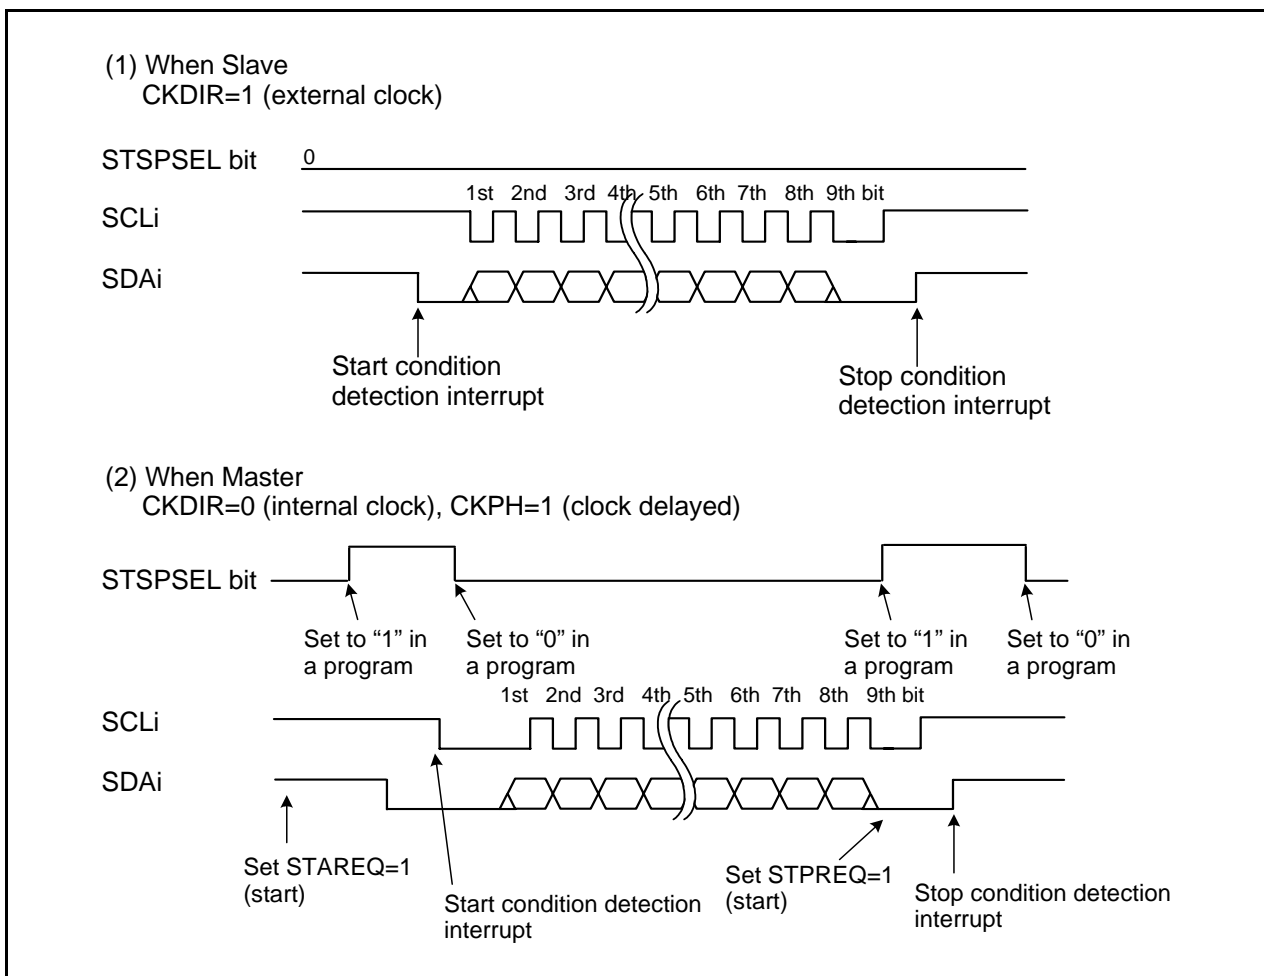 (1) When Slave
CKDIR=1 (external clock)
STSPSEL bit
0
1st 2nd 3rd 4th 5th 6th 7th 8th 9th bit
SCLi
SDAi
Start condition
detection interrupt
Stop condition
detection interrupt
(2) When Master
CKDIR=0 (internal clock), CKPH=1 (clock delayed)
STSPSEL bit
Set to “1” in
a program
Set to “0” in
a program
Set to “1” in
a program
Set to “0” in
a program
1st 2nd 3rd 4th 5th 6th 7th 8th 9th bit
SCLi
SDAi
Set STAREQ=1
(start)
Start condition detection
interrupt
Set STPREQ=1
(start)
Stop condition detection
interrupt